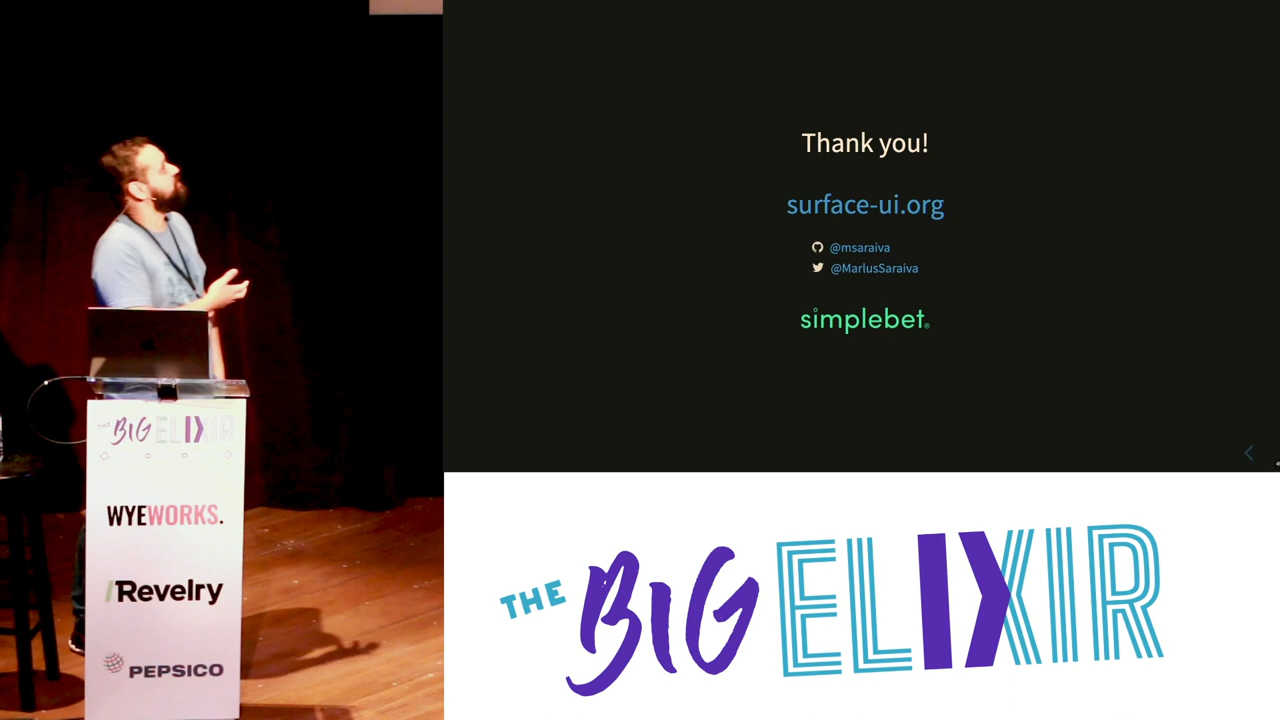 Thank you!
surface-ui.org
@msaraiva
@MarlusSaraiva
simplebet®
THE BIG ELIXIR
WYEWORKS.
Revelry
PEPSICO
THE BIG ELIXIR